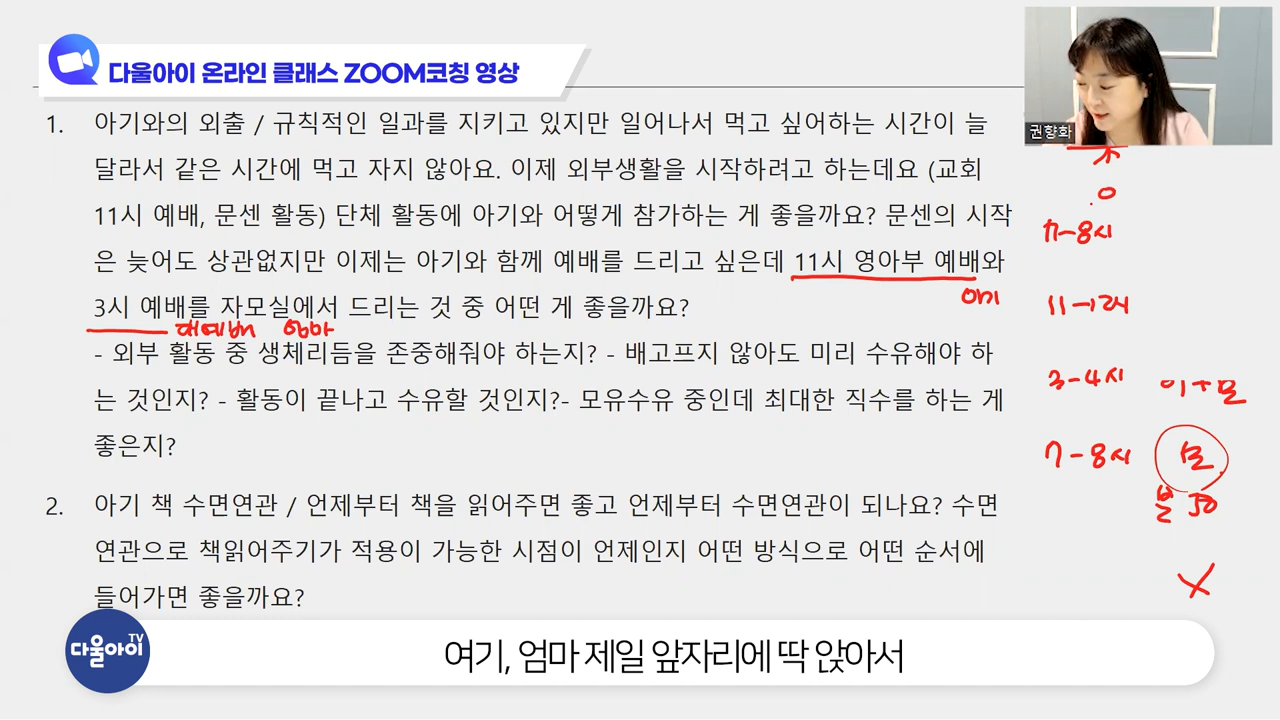 다울아이 온라인 클래스 ZOOM코칭 영상
권향화
1. 아기와의 외출 / 규칙적인 일과를 지키고 있지만 일어나서 먹고 싶어하는 시간이 늘
달라서 같은 시간에 먹고 자지 않아요. 이제 외부생활을 시작하려고 하는데요 (교회
11시 예배, 문센 활동) 단체 활동에 아기와 어떻게 참가하는 게 좋을까요? 문센의 시작
은 늦어도 상관없지만 이제는 아기와 함께 예배를 드리고 싶은데 11시 영아부 예배와
아기
3시 예배를 자모실에서 드리는 것 중 어떤 게 좋을까요?
대예배 엄마
- 외부 활동 중 생체리듬을 존중해줘야 하는지? - 배고프지 않아도 미리 수유해야 하
는 것인지? - 활동이 끝나고 수유할 것인지?- 모유수유 중인데 최대한 직수를 하는 게
좋은지?
2. 아기 책 수면연관 / 언제부터 책을 읽어주면 좋고 언제부터 수면연관이 되나요? 수면
연관으로 책읽어주기가 적용이 가능한 시점이 언제인지 어떤 방식으로 어떤 순서에
들어가면 좋을까요?
7-8시
11-12시
3-4시 이+모
7-8시 모
X
다울아이 TV
여기, 엄마 제일 앞자리에 딱 앉아서